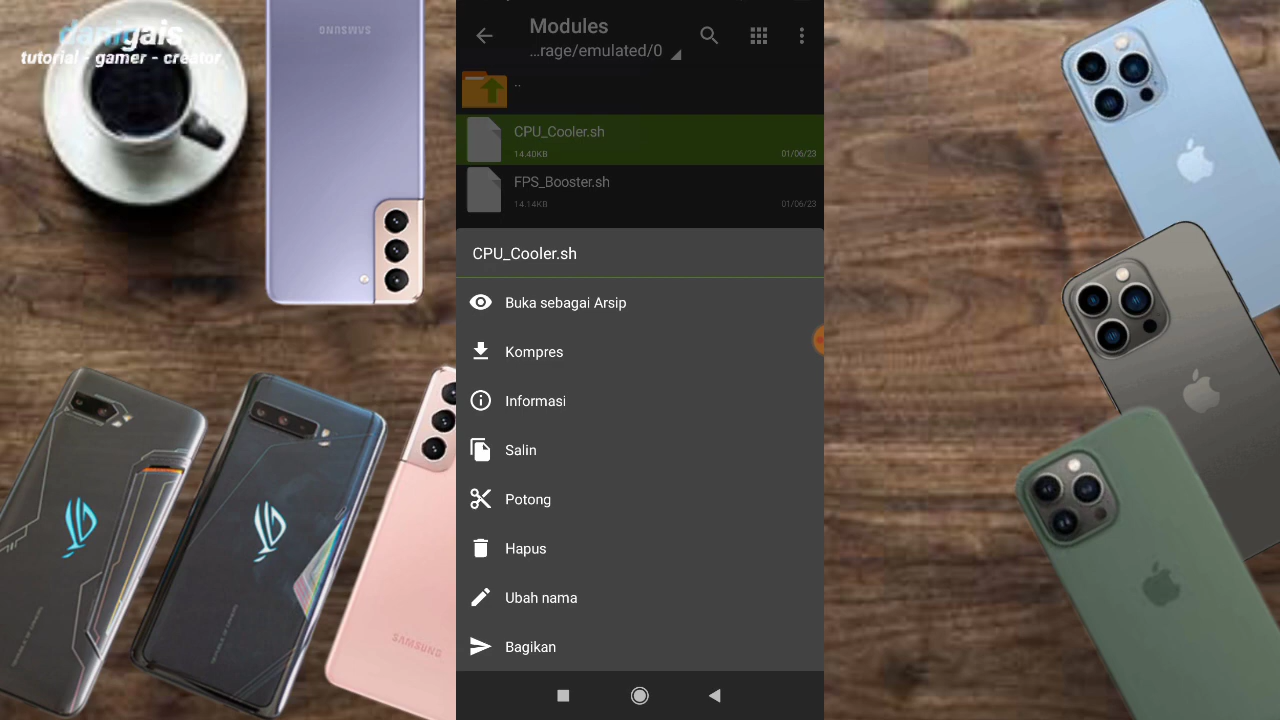 danigais
tutorial - gamer - creator
SAMSUNG
Modules
...rage/emulated/0
..
CPU_Cooler.sh
14.40KB
01/06/23
FPS_Booster.sh
14.14KB
01/06/23
CPU_Cooler.sh
Buka sebagai Arsip
Kompres
Informasi
Salin
Potong
Hapus
Ubah nama
Bagikan
SAMSUNG